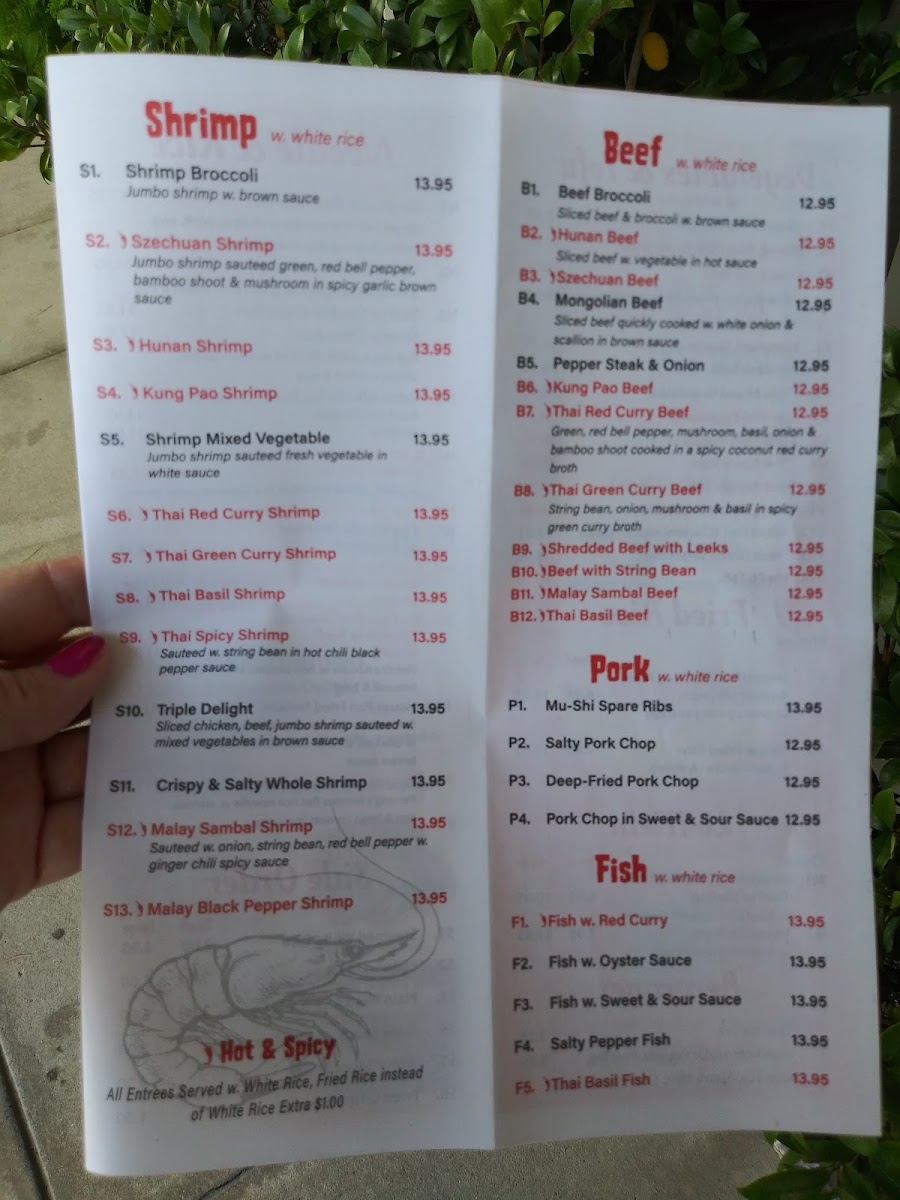 Shrimp w. white rice
S1. Shrimp Broccoli 13.95
Jumbo shrimp w. brown sauce
S2. Szechuan Shrimp 13.95
Jumbo shrimp sauteed green, red bell pepper,
bamboo shoot & mushroom in spicy garlic brown
sauce
S3. Hunan Shrimp 13.95
S4. Kung Pao Shrimp 13.95
S5. Shrimp Mixed Vegetable 13.95
Jumbo shrimp sauteed fresh vegetable in
white sauce
S6. Thai Red Curry Shrimp 13.95
S7. Thai Green Curry Shrimp 13.95
S8. Thai Basil Shrimp 13.95
S9. Thai Spicy Shrimp 13.95
Sauteed w. string bean in hot chili black
pepper sauce
S10. Triple Delight 13.95
Sliced chicken, beef, jumbo shrimp sauteed w.
mixed vegetables in brown sauce
S11. Crispy & Salty Whole Shrimp 13.95
S12. Malay Sambal Shrimp 13.95
Sauteed w. onion, string bean, red bell pepper w.
ginger chili spicy sauce
S13. Malay Black Pepper Shrimp 13.95
Hot & Spicy
All Entrees Served w. White Rice, Fried Rice instead
of White Rice Extra $1.00
Beef w. white rice
B1. Beef Broccoli 12.95
Sliced beef & broccoli w. brown sauce
B2. Hunan Beef 12.95
Sliced beef w. vegetable in hot sauce
B3. Szechuan Beef 12.95
B4. Mongolian Beef 12.95
Sliced beef quickly cooked w. white onion &
scallion in brown sauce
B5. Pepper Steak & Onion 12.95
B6. Kung Pao Beef 12.95
B7. Thai Red Curry Beef 12.95
Green, red bell pepper, mushroom, basil, onion &
bamboo shoot cooked in a spicy coconut red curry
broth
B8. Thai Green Curry Beef 12.95
String bean, onion, mushroom & basil in spicy
green curry broth
B9. Shredded Beef with Leeks 12.95
B10. Beef with String Bean 12.95
B11. Malay Sambal Beef 12.95
B12. Thai Basil Beef 12.95
Pork w. white rice
P1. Mu-Shi Spare Ribs 13.95
P2. Salty Pork Chop 12.95
P3. Deep-Fried Pork Chop 12.95
P4. Pork Chop in Sweet & Sour Sauce 12.95
Fish w. white rice
F1. Fish w. Red Curry 13.95
F2. Fish w. Oyster Sauce 13.95
F3. Fish w. Sweet & Sour Sauce 13.95
F4. Salty Pepper Fish 13.95
F5. Thai Basil Fish 13.95